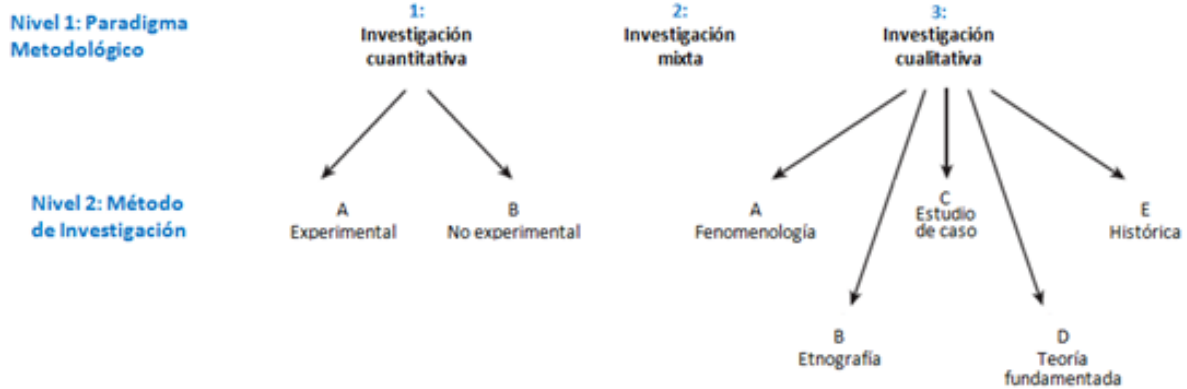 Nivel 1: Paradigma
Metodológico
1:
Investigación
cuantitativa
2:
Investigación
mixta
3:
Investigación
cualitativa
Nivel 2: Método
de Investigación
A
Experimental
B
No experimental
A
Fenomenología
C
Estudio
de caso
E
Histórica
B
Etnografía
D
Teoría
fundamentada